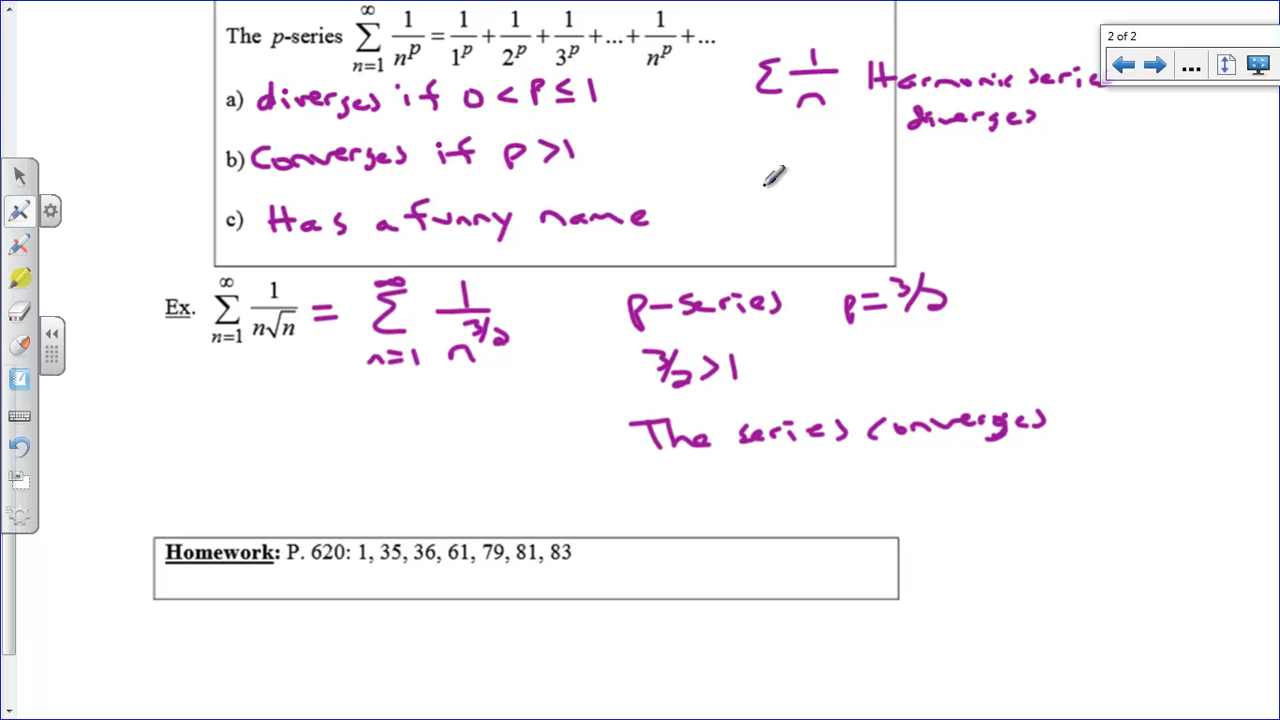 The p-series ∑_{n=1}^{∞} 1/n^p = 1/1^p + 1/2^p + 1/3^p + ... + 1/n^p + ...
2 of 2
∑ 1/n Harmonic series
diverges
a) diverges if 0 < p ≤ 1
b) Converges if p > 1
c) Has a funny name
Ex. ∑_{n=1}^{∞} 1/(n√n) = ∑_{n=1}^{∞} 1/n^{3/2} p-series p = 3/2
3/2 > 1
The series converges
Homework: P. 620: 1, 35, 36, 61, 79, 81, 83